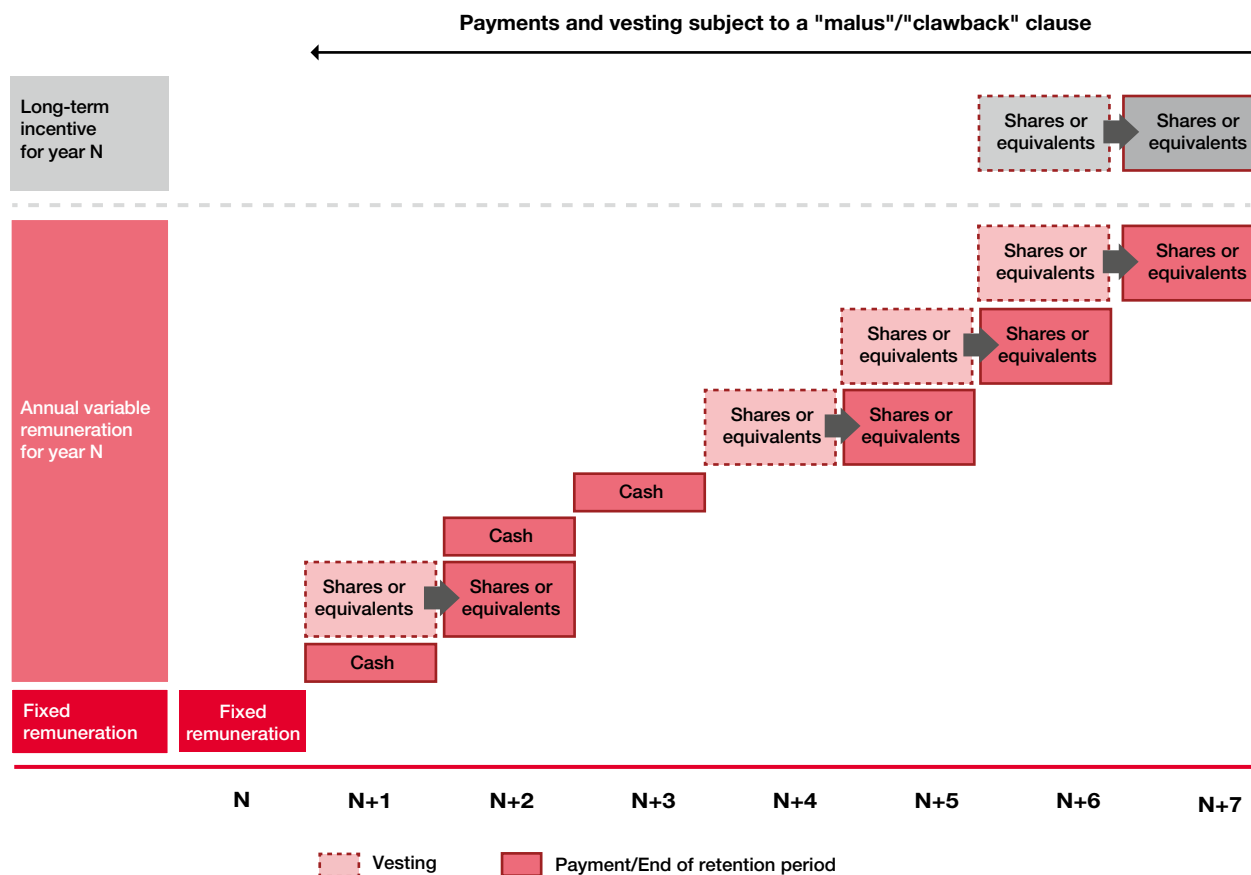 Payments and vesting subject to a "malus"/"clawback" clause
Long-term
incentive
for year N
Shares or
equivalents
Shares or
equivalents
Shares or
equivalents
Shares or
equivalents
Shares or
equivalents
Shares or
equivalents
Annual variable
remuneration
for year N
Shares or
equivalents
Shares or
equivalents
Cash
Cash
Shares or
equivalents
Shares or
equivalents
Cash
Fixed
remuneration
Fixed
remuneration
N
N+1
N+2
N+3
N+4
N+5
N+6
N+7
Vesting
Payment/End of retention period